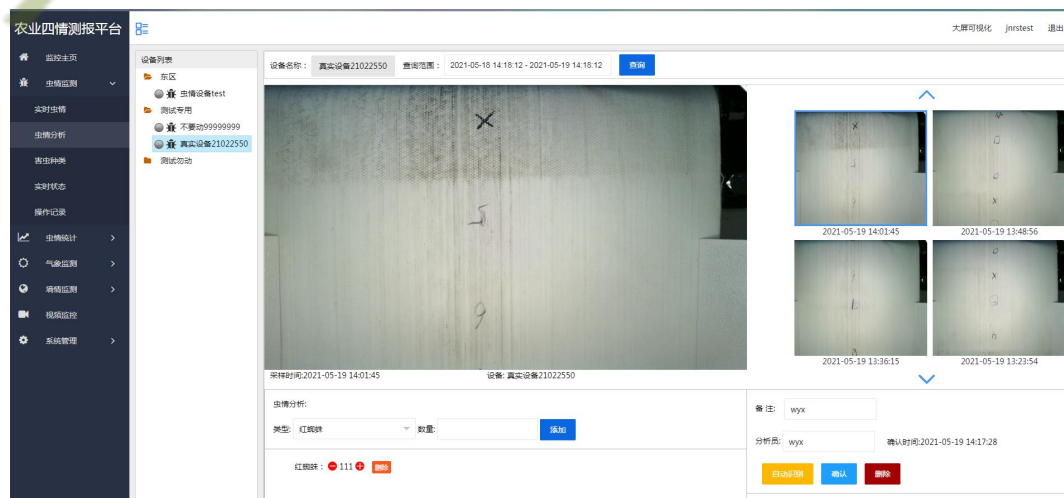 农业四情测报平台
大屏可视化 jnrstest 退出
监控主页
虫情监测
实时虫情
虫情分析
害虫种类
实时状态
操作记录
虫情统计
气象监测
墒情监测
视频监控
系统管理
设备列表
东区
虫情设备test
测试专用
不要动99999999
真实设备21022550
测试勿动
设备名称： 真实设备21022550 查询范围： 2021-05-18 14:18:12 - 2021-05-19 14:18:12 查询
X
5
9
采样时间:2021-05-19 14:01:45 设备: 真实设备21022550
2021-05-19 14:01:45 2021-05-19 13:48:56
2021-05-19 13:36:15 2021-05-19 13:23:54
虫情分析:
类型: 红蜘蛛 数量: 添加
红蜘蛛： 111 删除
备注: wyx
分析员: wyx 确认时间:2021-05-19 14:17:28
自动识别 确认 删除